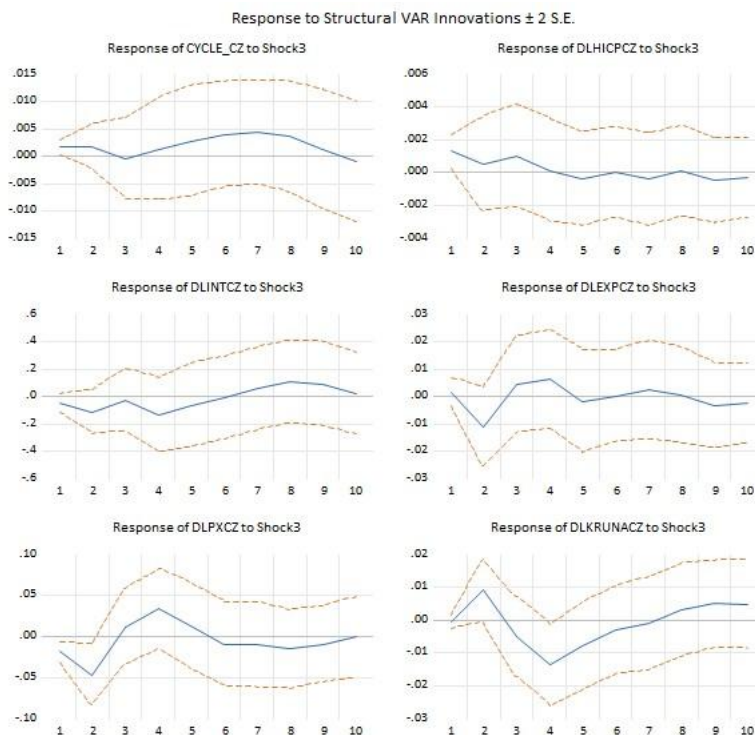 Response to Structural VAR Innovations ± 2 S.E.
Response of CYCLE_CZ to Shock3
.015
.010
.005
.000
-.005
-.010
-.015
1 2 3 4 5 6 7 8 9 10
Response of DLHICPCZ to Shock3
.006
.004
.002
.000
-.002
-.004
1 2 3 4 5 6 7 8 9 10
Response of DLINTCZ to Shock3
.6
.4
.2
.0
-.2
-.4
-.6
1 2 3 4 5 6 7 8 9 10
Response of DLEXPCZ to Shock3
.03
.02
.01
.00
-.01
-.02
-.03
1 2 3 4 5 6 7 8 9 10
Response of DLPXCZ to Shock3
.10
.05
.00
-.05
-.10
1 2 3 4 5 6 7 8 9 10
Response of DLKRUNACZ to Shock3
.02
.01
.00
-.01
-.02
-.03
1 2 3 4 5 6 7 8 9 10